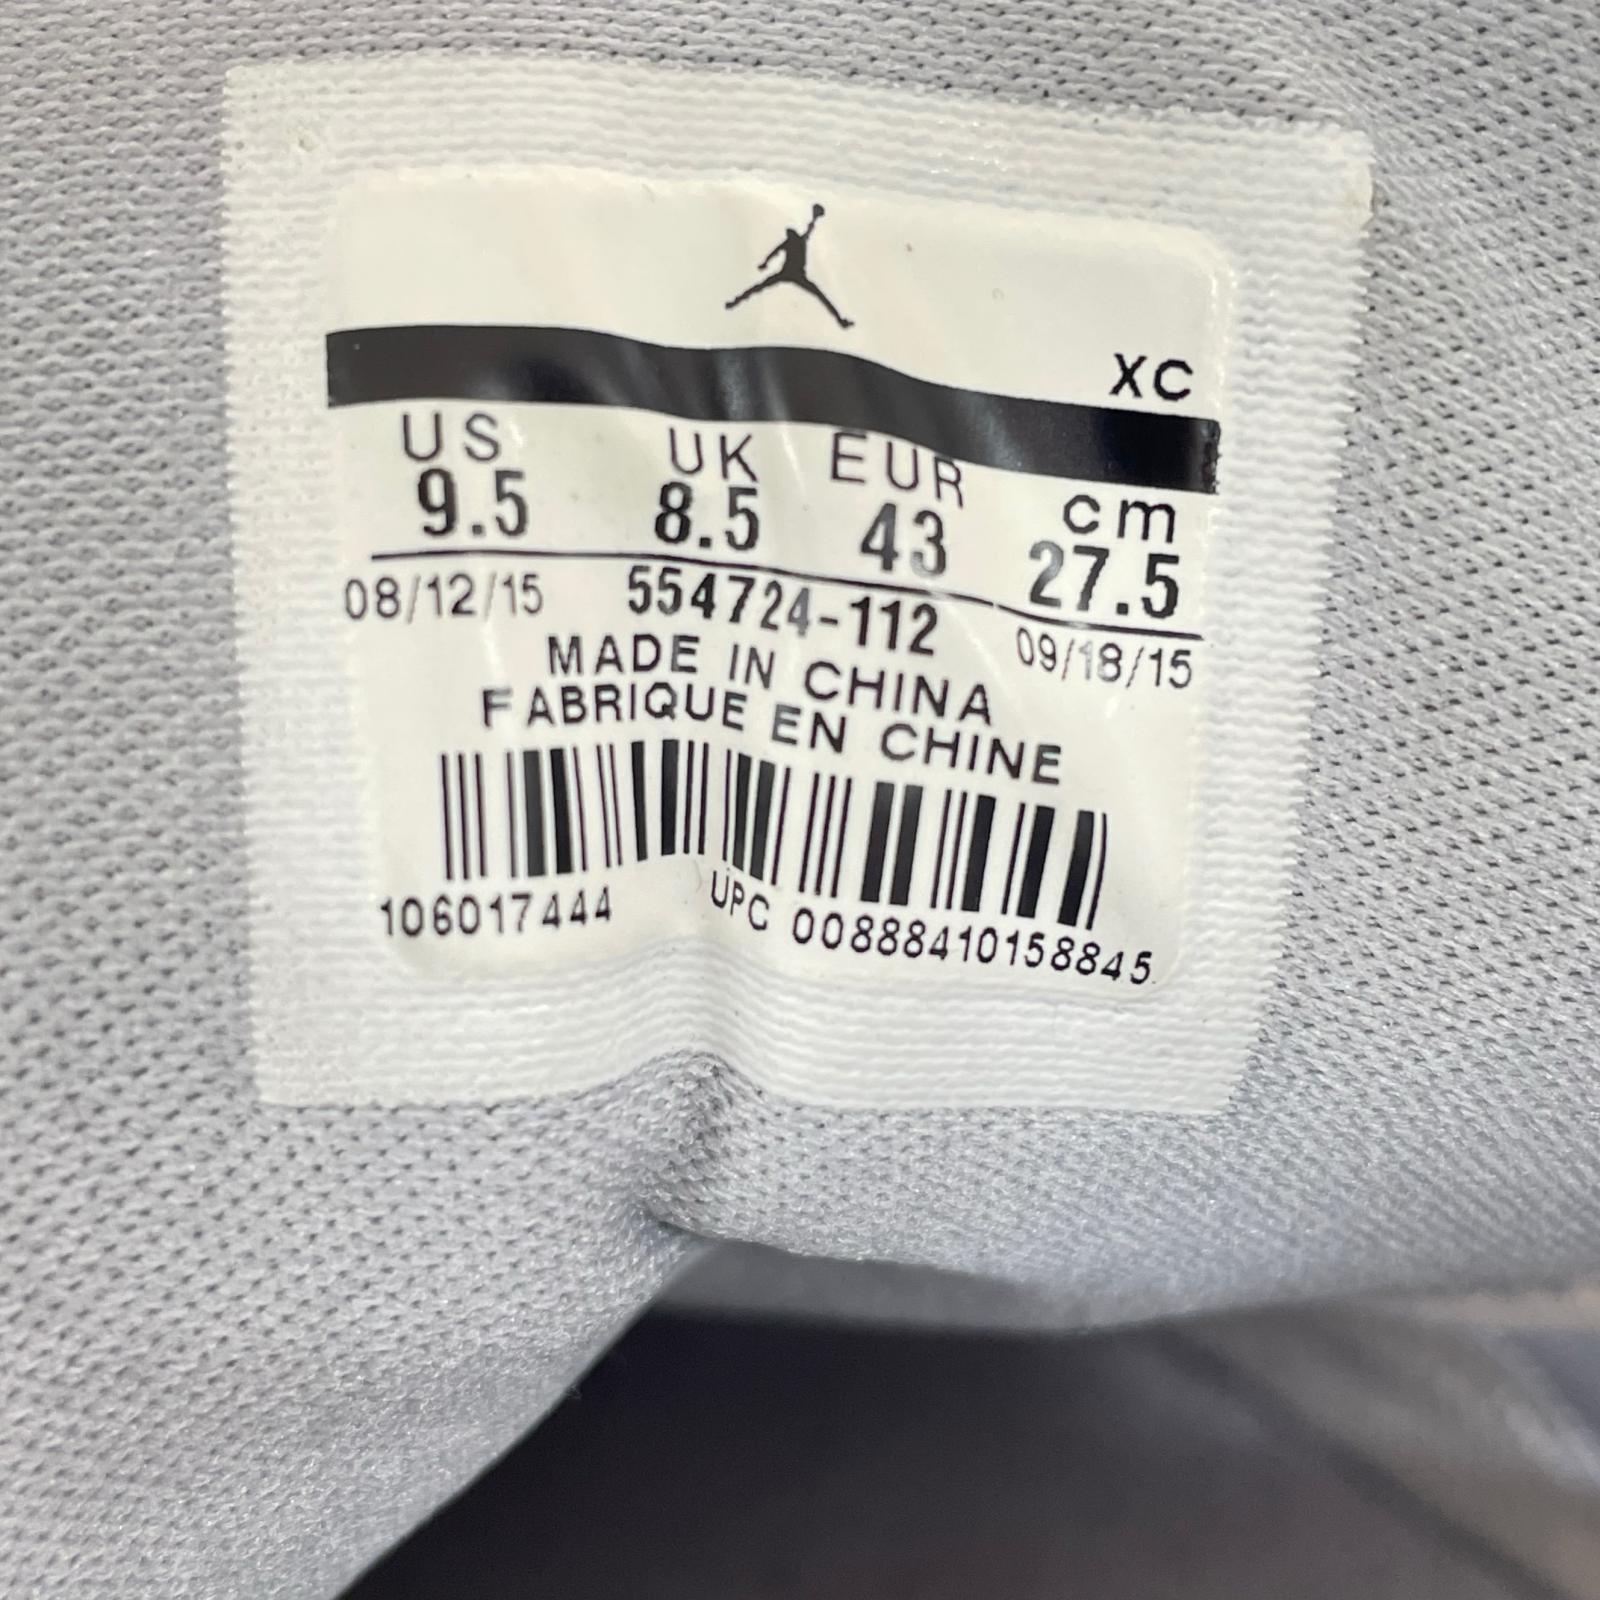 XC
US UK EUR cm
9.5 8.5 43 27.5
08/12/15 554724-112 09/18/15
MADE IN CHINA
FABRIQUE EN CHINE
106017444 UPC 00888410158845